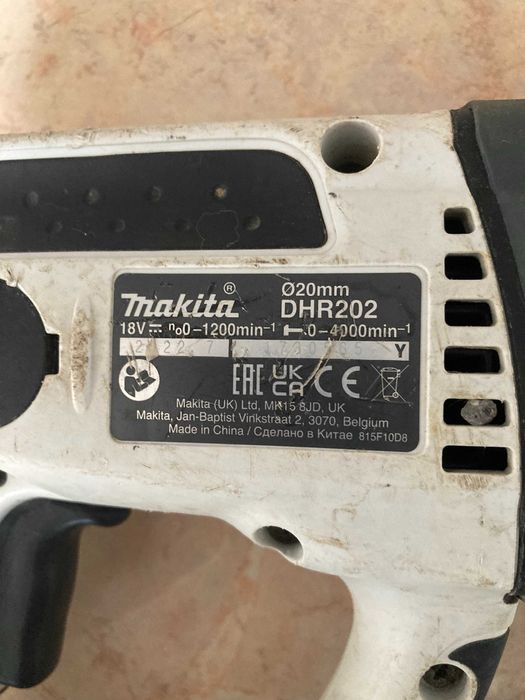 makita® Ø20mm
DHR202
18V ⎓ n₀0–1200min⁻¹ 0–4000min⁻¹
Y
EAC UK CA CE
Makita (UK) Ltd, MK15 8JD, UK
Makita, Jan-Baptist Vinkstraat 2, 3070, Belgium
Made in China / Сделано в Китае 815F10D8